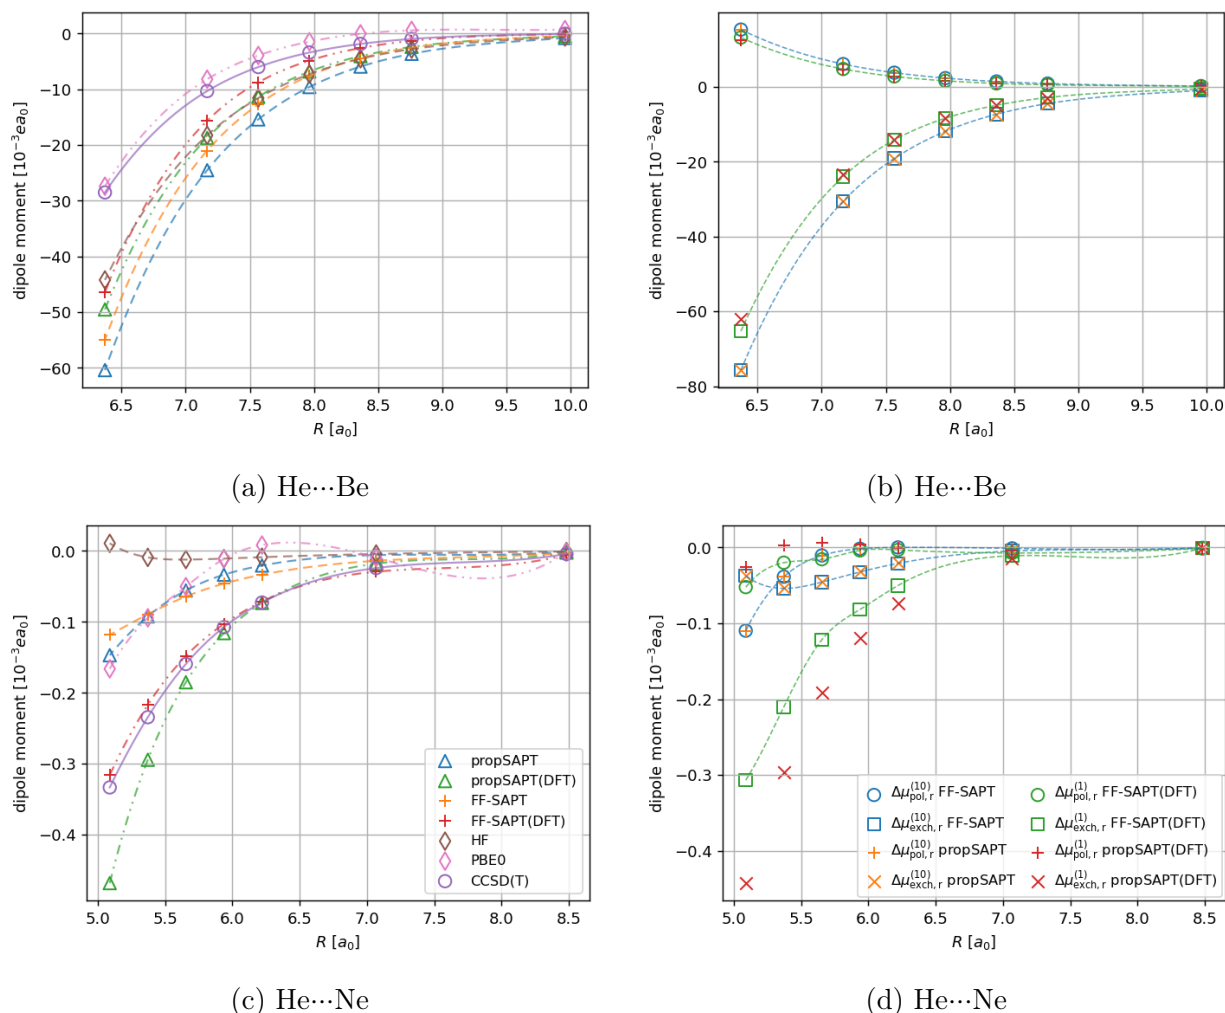 0
−10
−20
−30
−40
−50
−60
dipole moment [10⁻³ea₀]
6.5 7.0 7.5 8.0 8.5 9.0 9.5 10.0
R [a₀]
(a) He···Be
0
−20
−40
−60
−80
dipole moment [10⁻³ea₀]
6.5 7.0 7.5 8.0 8.5 9.0 9.5 10.0
R [a₀]
(b) He···Be
0.0
−0.1
−0.2
−0.3
−0.4
dipole moment [10⁻³ea₀]
propSAPT
propSAPT(DFT)
FF-SAPT
FF-SAPT(DFT)
HF
PBE0
CCSD(T)
5.0 5.5 6.0 6.5 7.0 7.5 8.0 8.5
R [a₀]
(c) He···Ne
0.0
−0.1
−0.2
−0.3
−0.4
dipole moment [10⁻³ea₀]
Δμ^{(10)}_{pol, r} FF-SAPT
Δμ^{(10)}_{exch, r} FF-SAPT
Δμ^{(10)}_{pol, r} propSAPT
Δμ^{(10)}_{exch, r} propSAPT
Δμ^{(1)}_{pol, r} FF-SAPT(DFT)
Δμ^{(1)}_{exch, r} FF-SAPT(DFT)
Δμ^{(1)}_{pol, r} propSAPT(DFT)
Δμ^{(1)}_{exch, r} propSAPT(DFT)
5.0 5.5 6.0 6.5 7.0 7.5 8.0 8.5
R [a₀]
(d) He···Ne